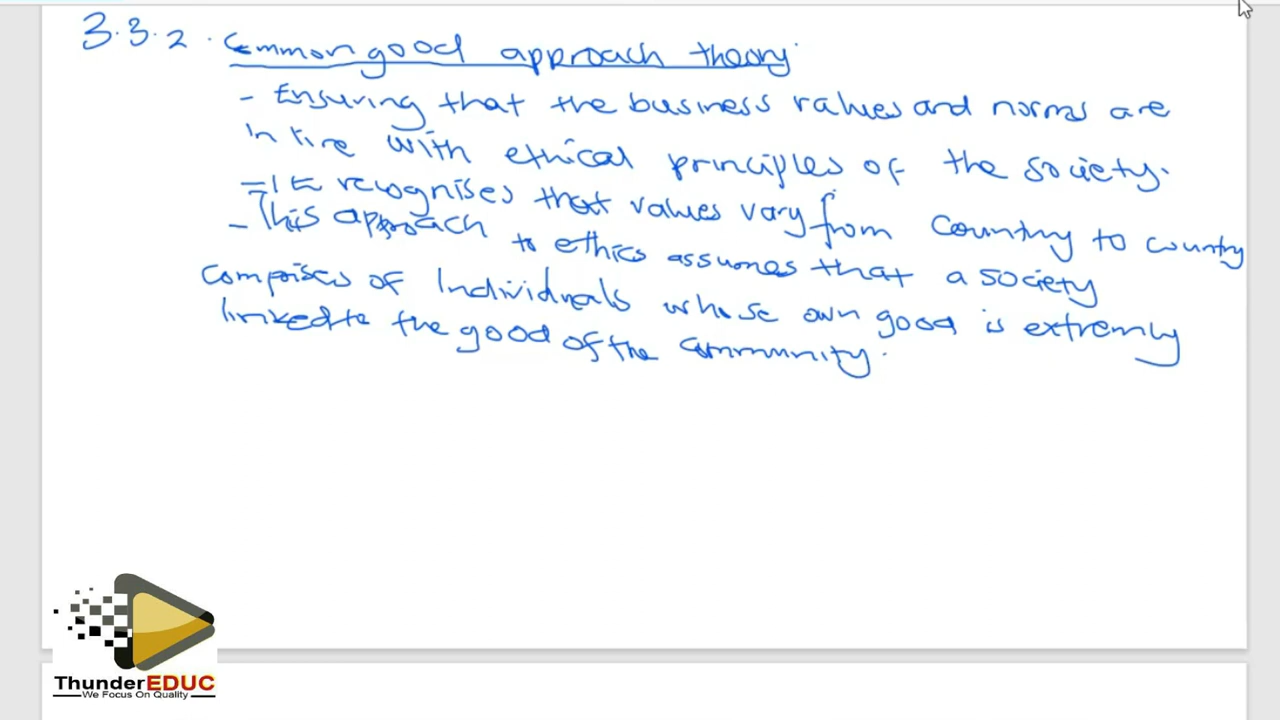 3.3.2. Common good approach theory.
- Ensuring that the business values and norms are
in line with ethical principles of the society.
- It recognises that values vary from country to country
- This approach to ethics assumes that a society
comprises of individuals whose own good is extremly
linked to the good of the community.
ThunderEDUC
We Focus On Quality